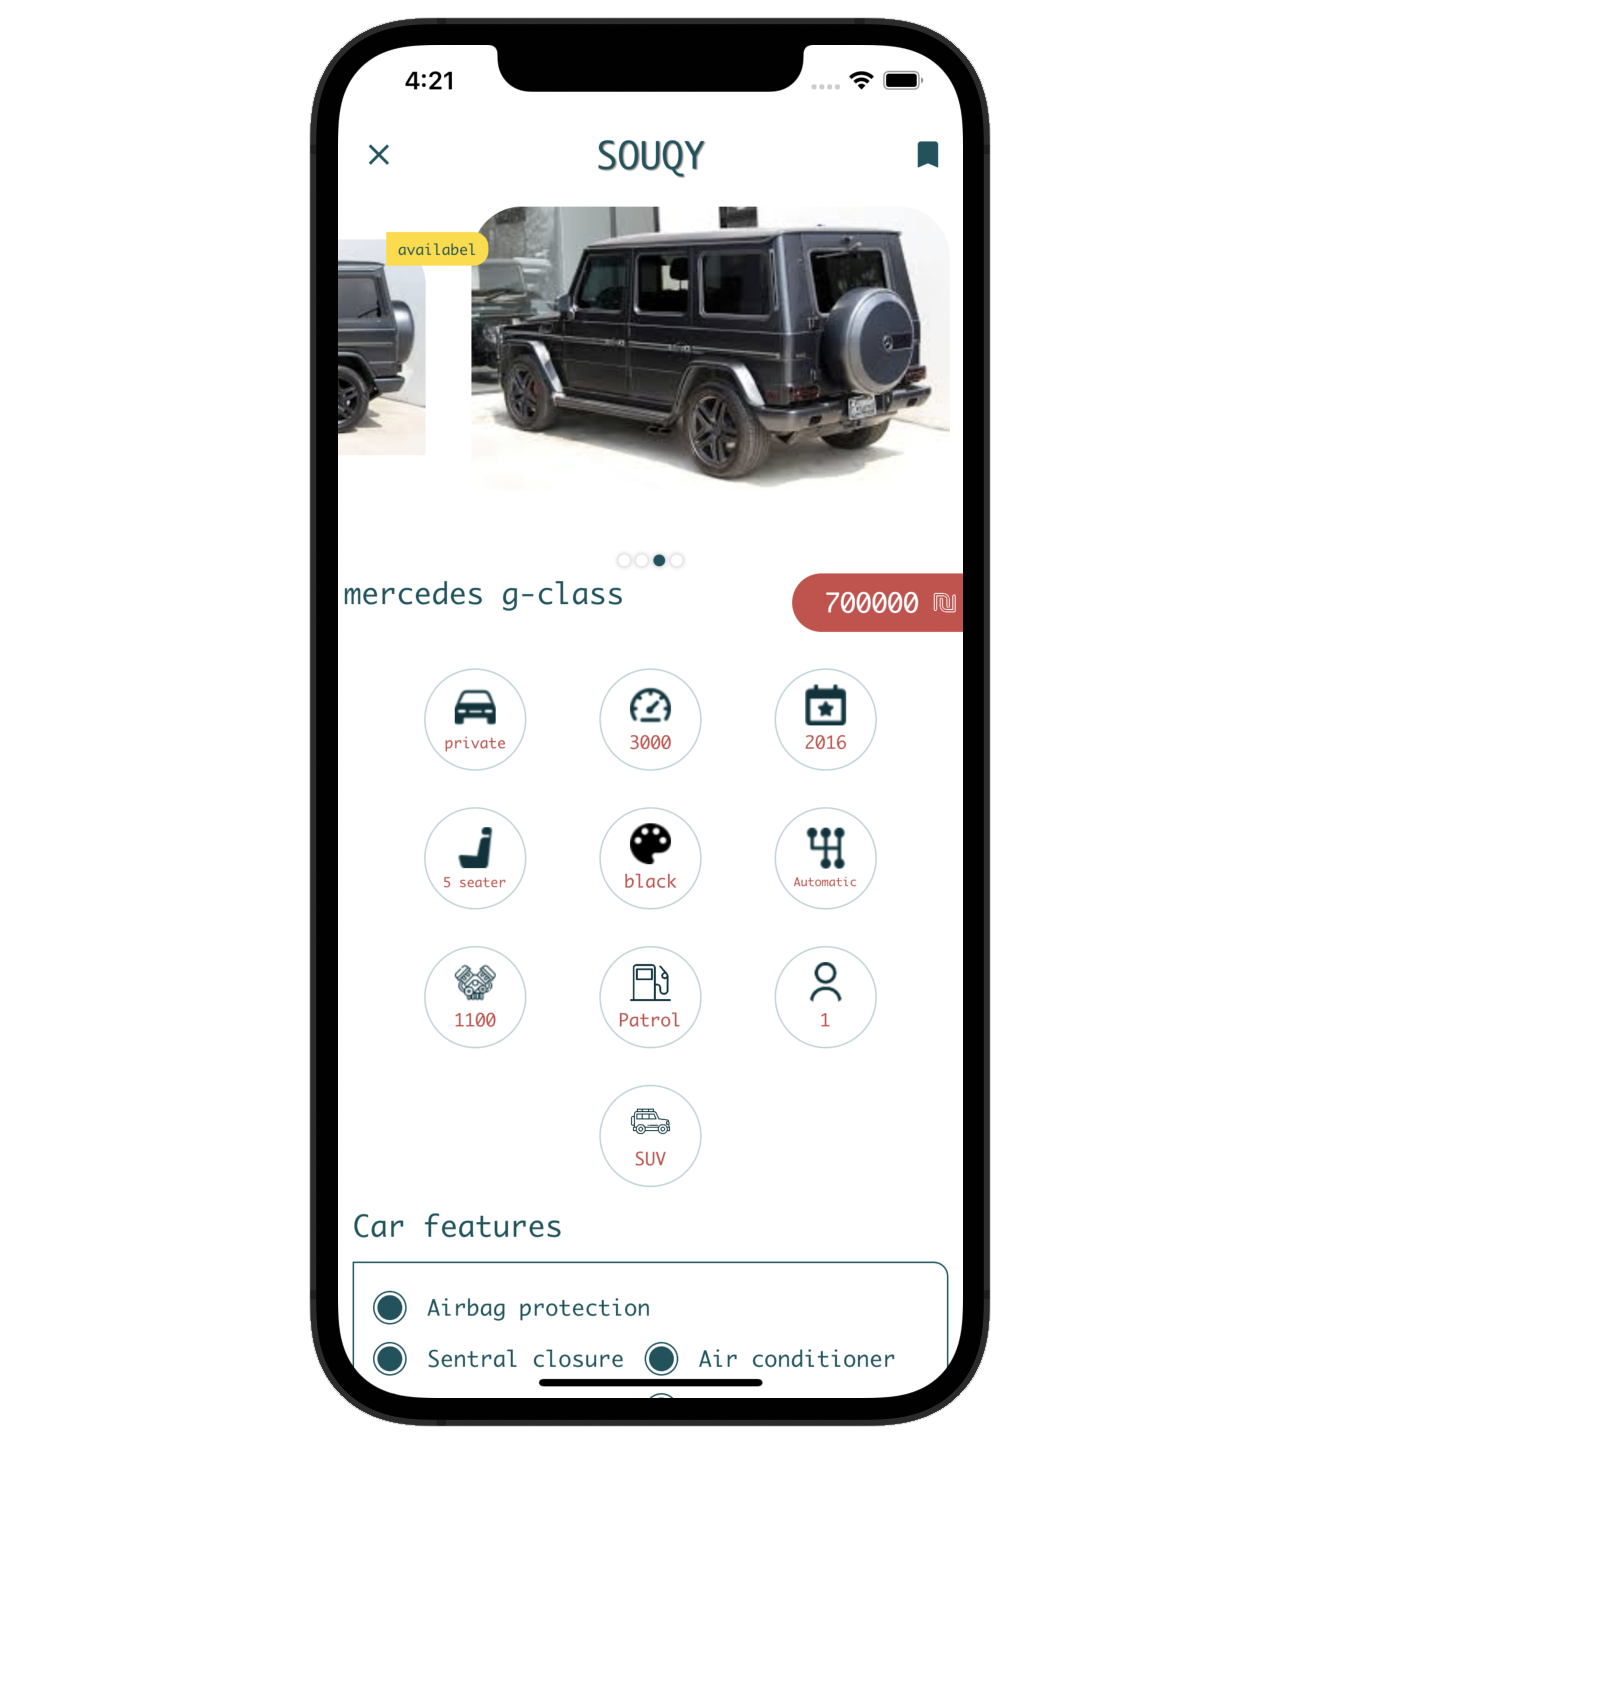 4:21
SOUQY
availabel
mercedes g-class
700000 ₪
private
3000
2016
5 seater
black
Automatic
1100
Patrol
1
SUV
Car features
Airbag protection
Sentral closure
Air conditioner